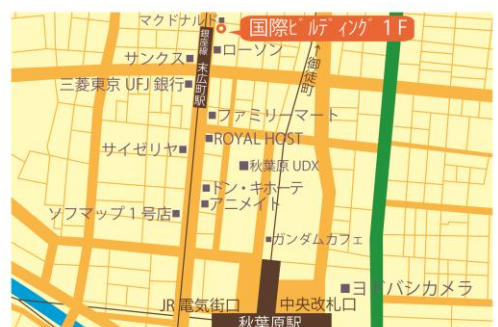 マクドナルド
国際ビルディング 1F
サンクス
銀座線 末広町駅
ローソン
↑御徒町
三菱東京 UFJ 銀行
ファミリーマート
ROYAL HOST
サイゼリヤ
秋葉原 UDX
ドン・キホーテ
アニメイト
ソフマップ 1 号店
ガンダムカフェ
ヨドバシカメラ
JR 電気街口
中央改札口
秋葉原駅